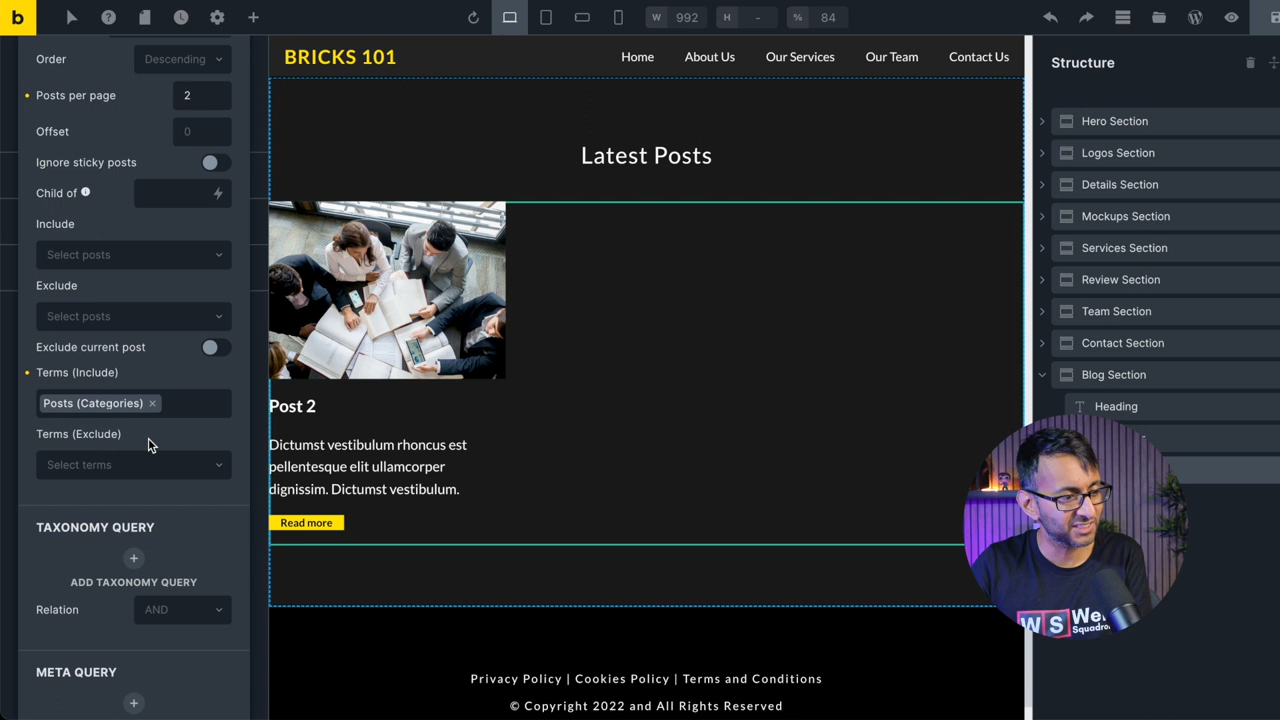 b
W 992 H - % 84
Order Descending
Posts per page 2
Offset 0
Ignore sticky posts
Child of
Include
Select posts
Exclude
Select posts
Exclude current post
Terms (Include)
Posts (Categories) ×
Terms (Exclude)
Select terms
TAXONOMY QUERY
+
ADD TAXONOMY QUERY
Relation AND
META QUERY
+
BRICKS 101
Home About Us Our Services Our Team Contact Us
Latest Posts
Post 2
Dictumst vestibulum rhoncus est
pellentesque elit ullamcorper
dignissim. Dictumst vestibulum.
Read more
Privacy Policy | Cookies Policy | Terms and Conditions
© Copyright 2022 and All Rights Reserved
Structure
Hero Section
Logos Section
Details Section
Mockups Section
Services Section
Review Section
Team Section
Contact Section
Blog Section
Heading
WS